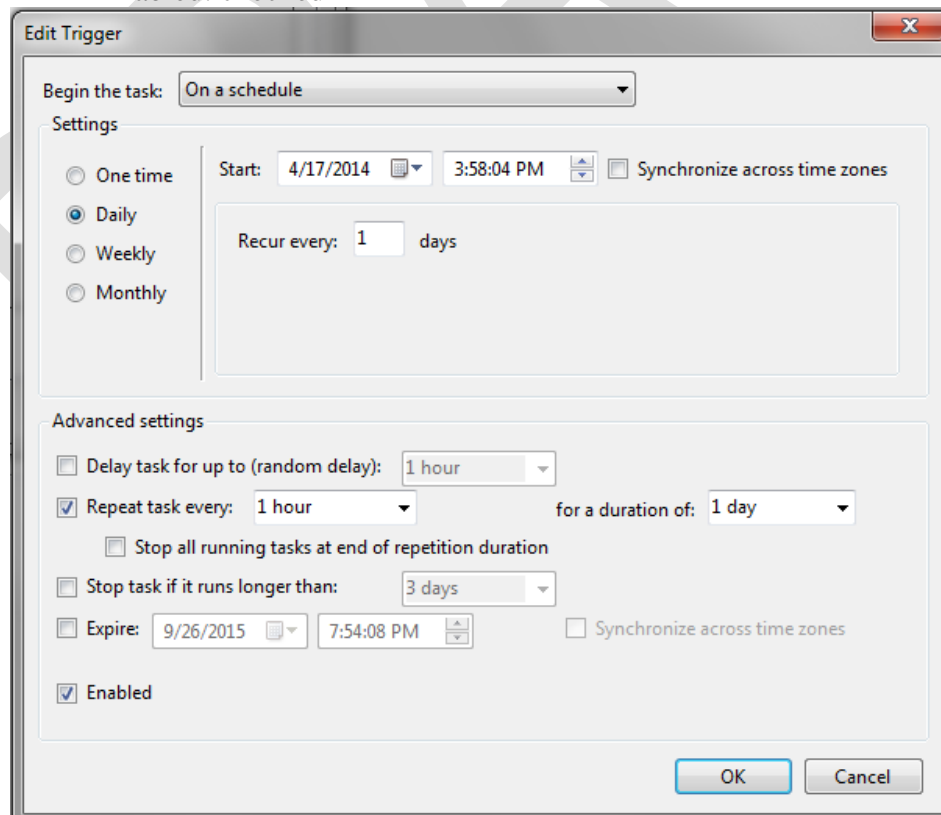 Edit Trigger
Begin the task: On a schedule
Settings
One time
Daily
Weekly
Monthly
Start: 4/17/2014 3:58:04 PM Synchronize across time zones
Recur every: 1 days
Advanced settings
Delay task for up to (random delay): 1 hour
Repeat task every: 1 hour for a duration of: 1 day
Stop all running tasks at end of repetition duration
Stop task if it runs longer than: 3 days
Expire: 9/26/2015 7:54:08 PM Synchronize across time zones
Enabled
OK Cancel